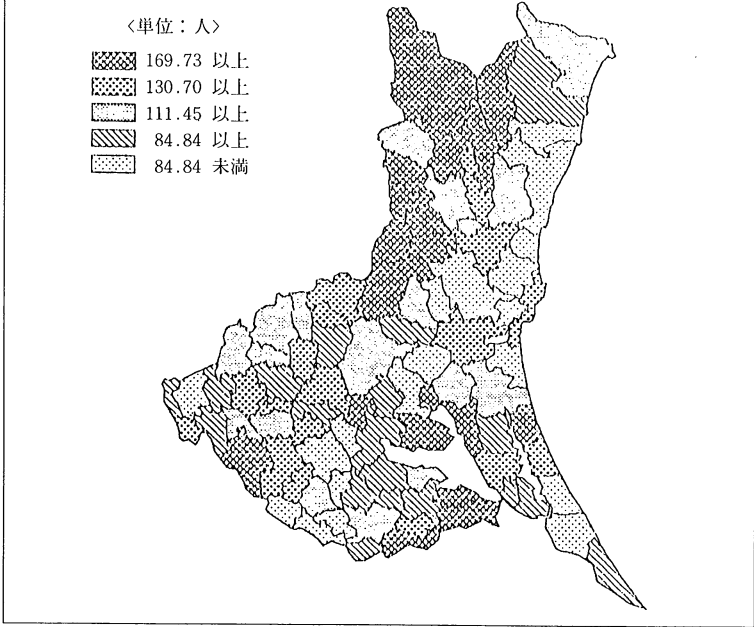 〈単位：人〉
169.73 以上
130.70 以上
111.45 以上
84.84 以上
84.84 未満